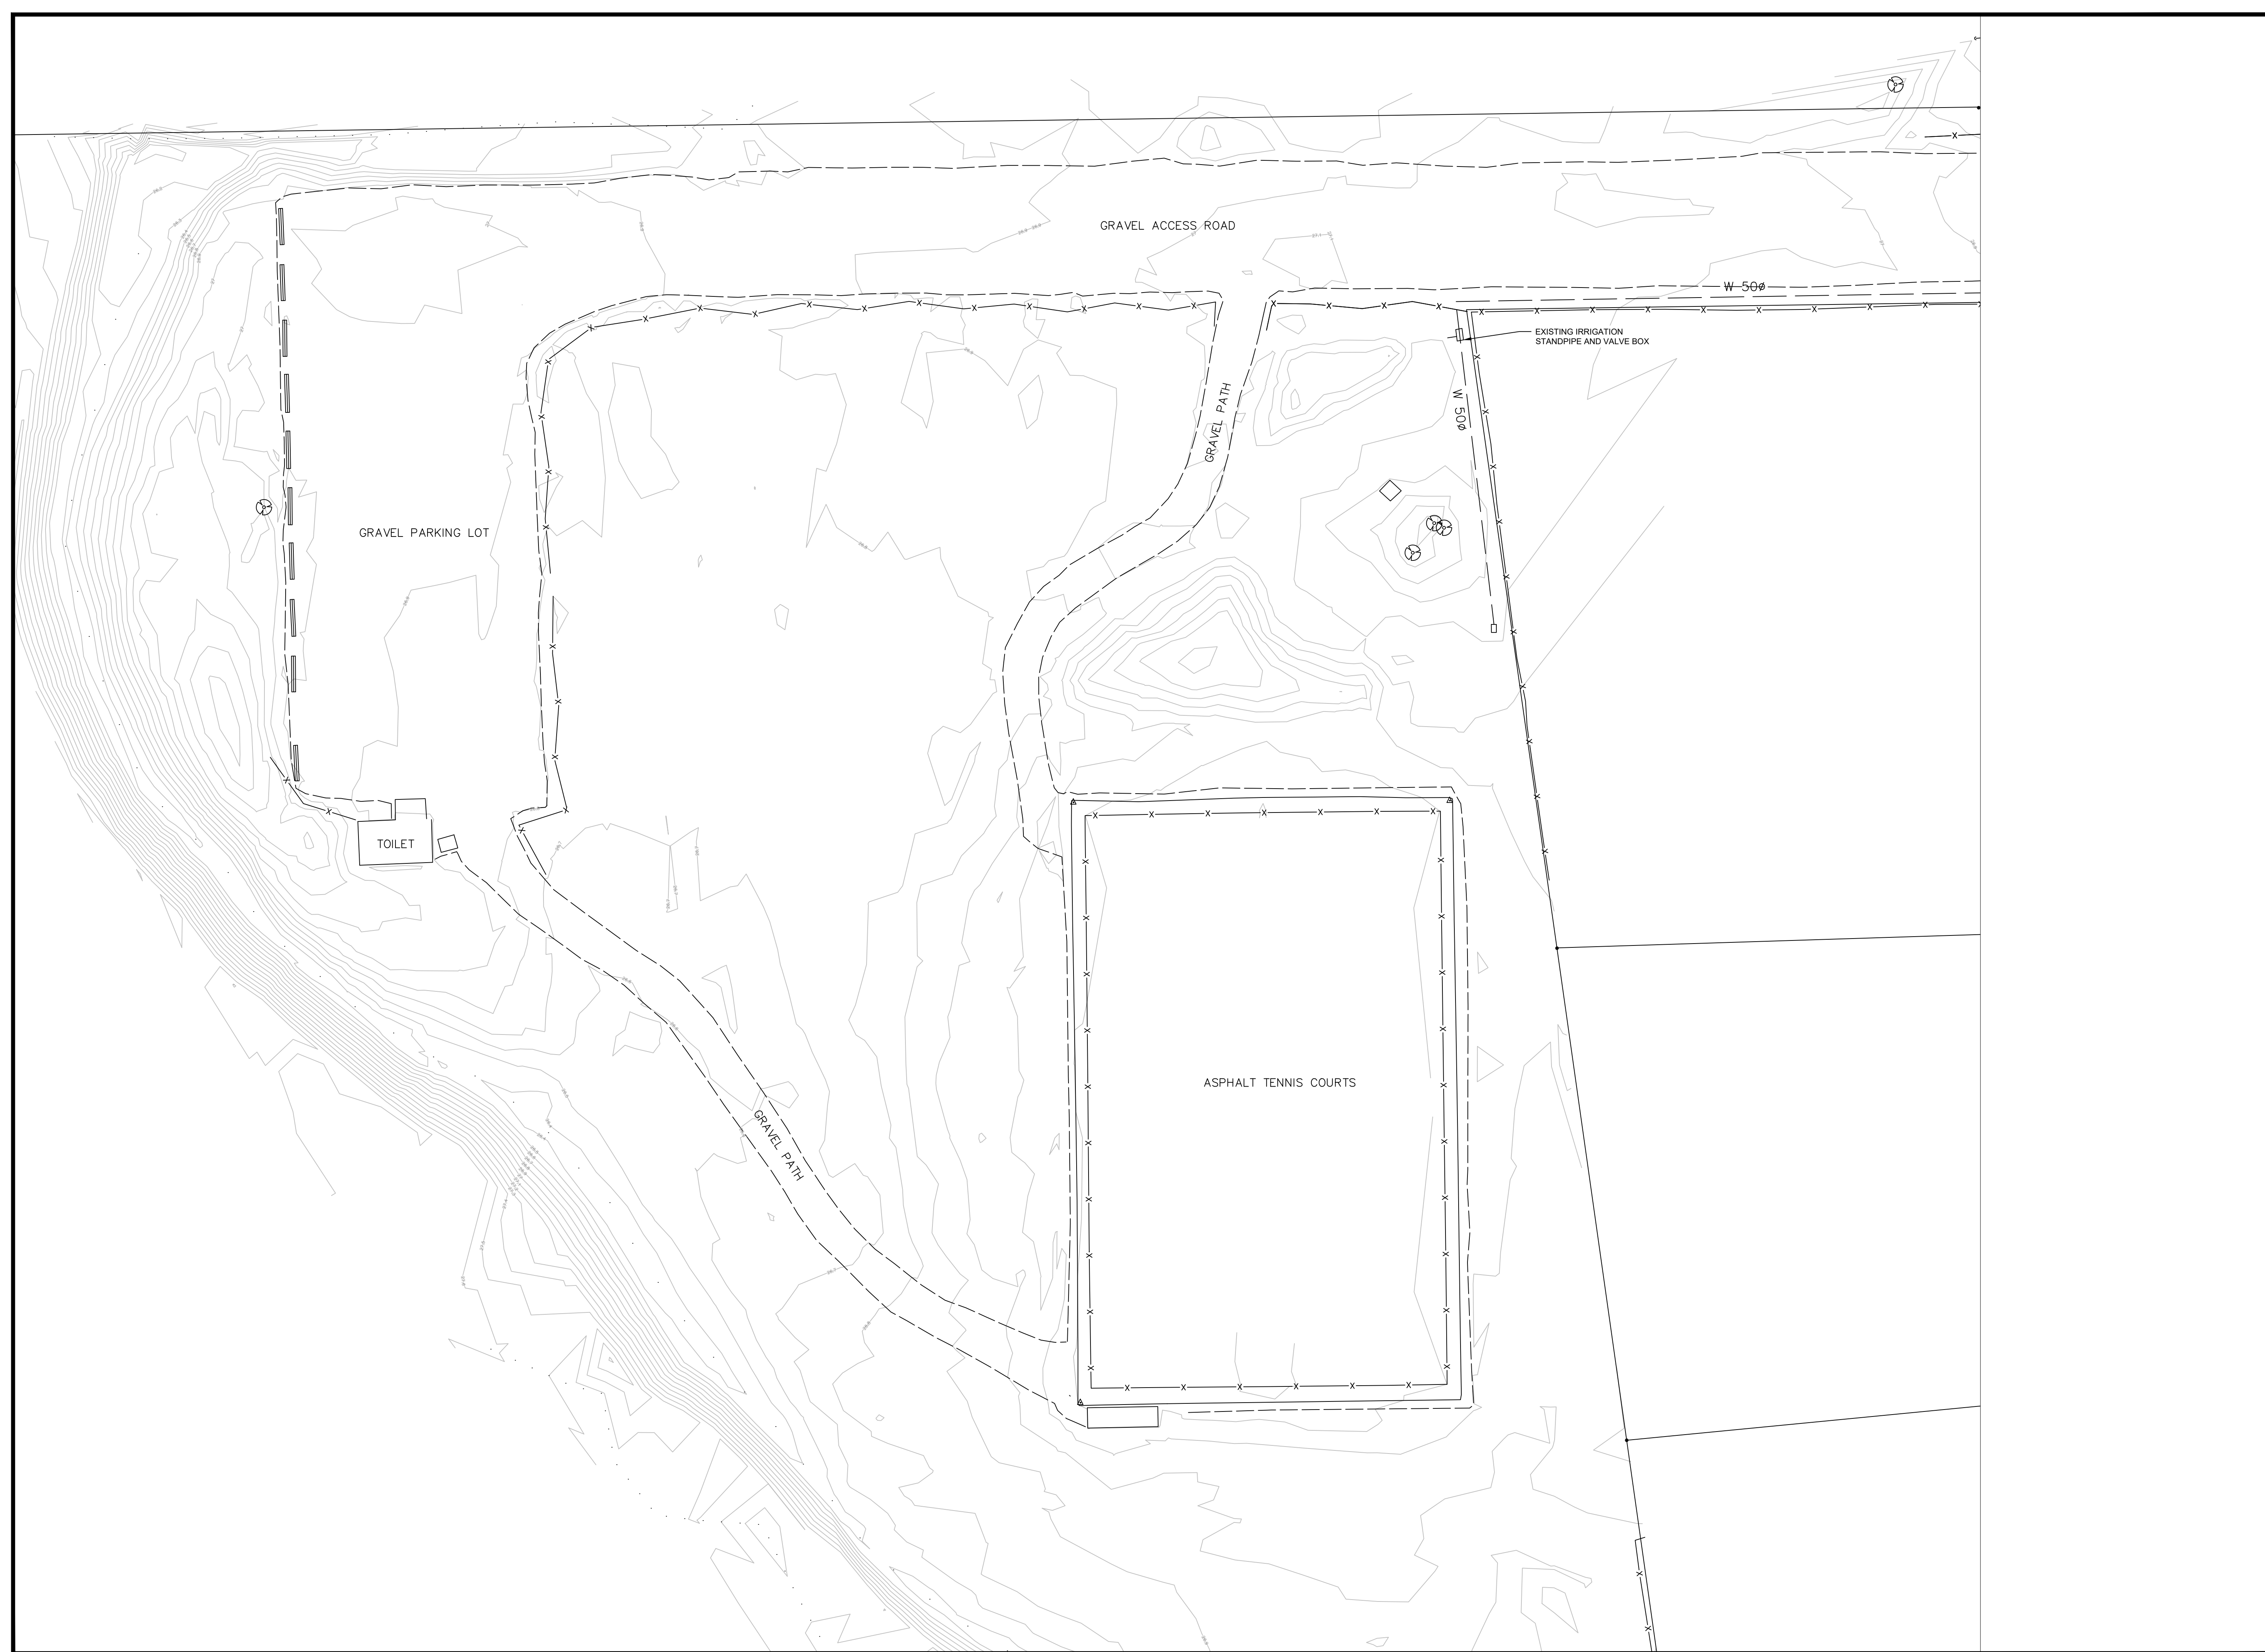 GRAVEL ACCESS ROAD
W 50ø
EXISTING IRRIGATION
STANDPIPE AND VALVE BOX
GRAVEL PATH
W 50ø
GRAVEL PARKING LOT
TOILET
ASPHALT TENNIS COURTS
GRAVEL PATH